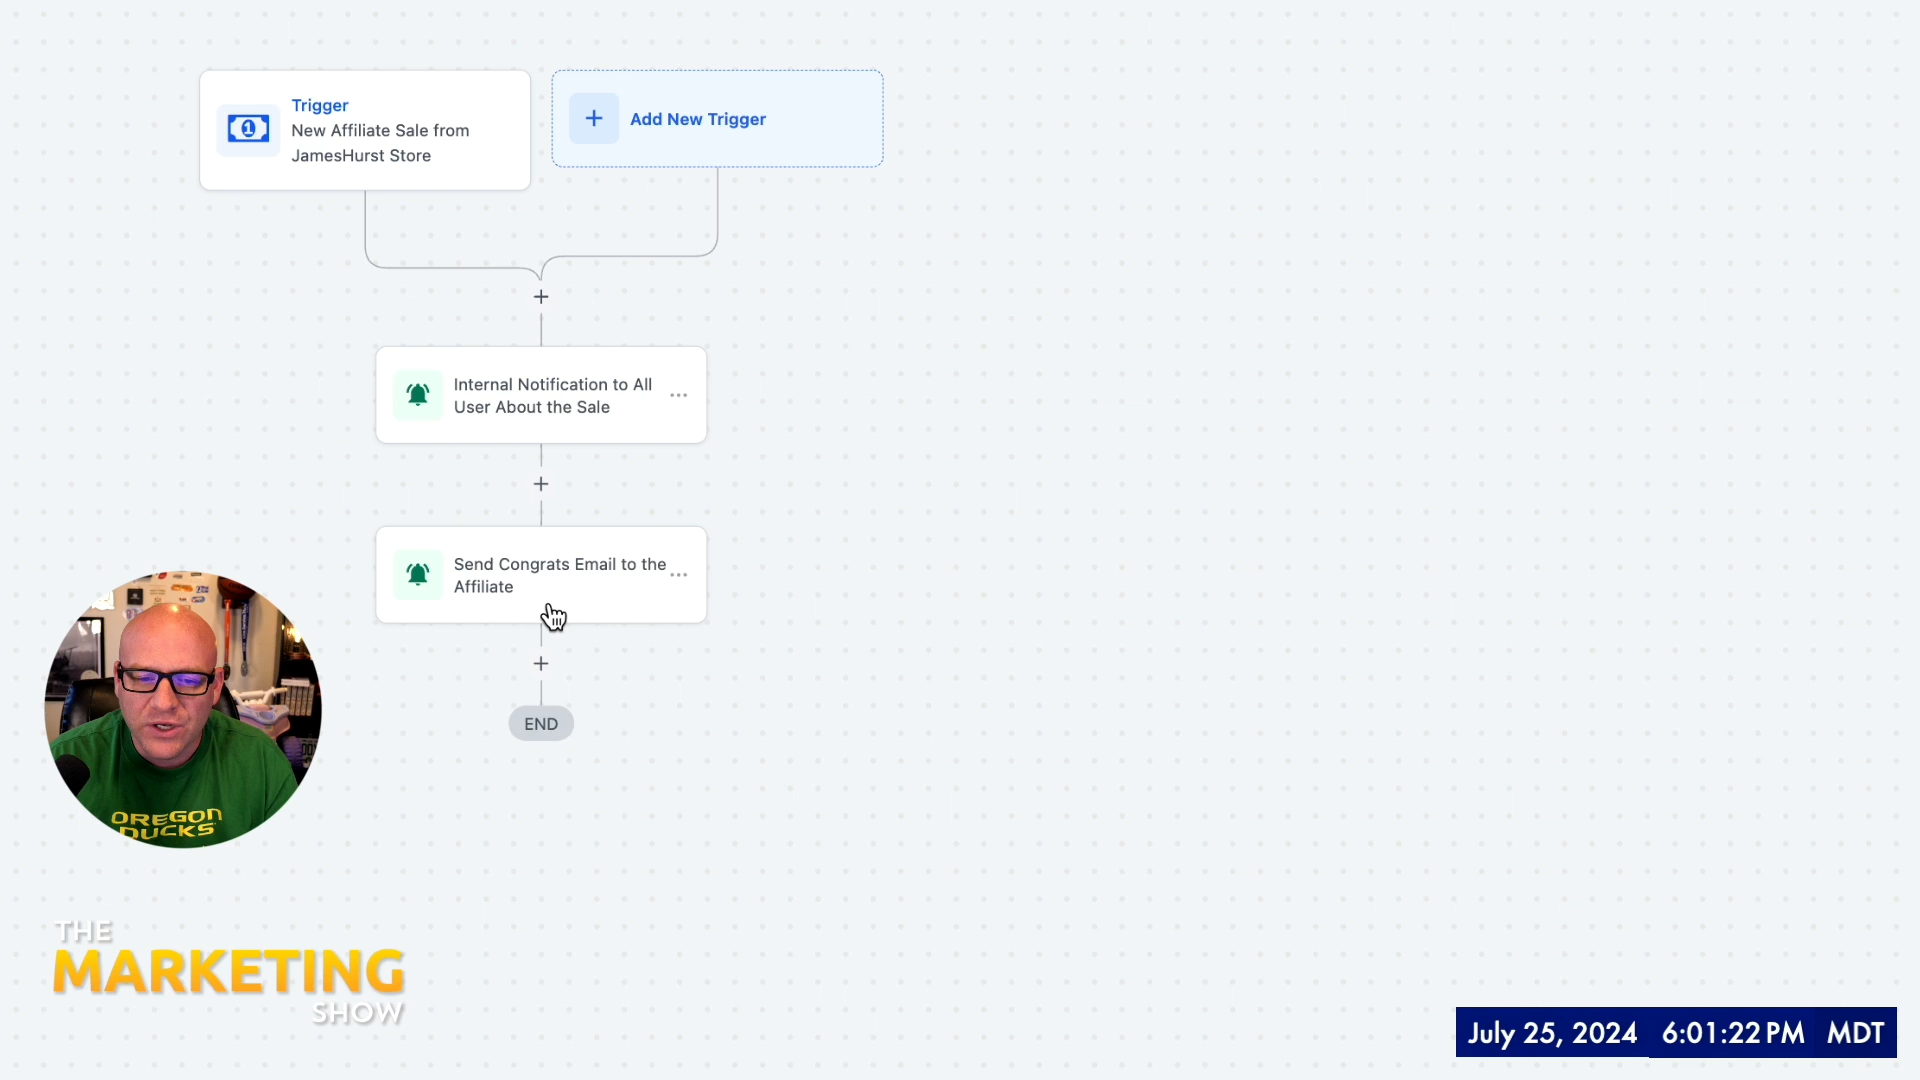 Trigger
New Affiliate Sale from
JamesHurst Store
Add New Trigger
Internal Notification to All
User About the Sale
Send Congrats Email to the
Affiliate
END
OREGON
DUCKS
THE
MARKETING
SHOW
July 25, 2024 6:01:22 PM MDT